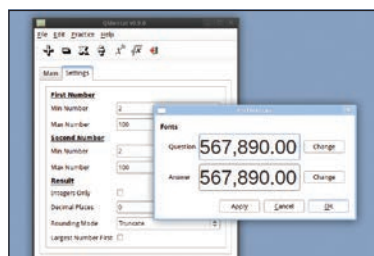 File Edit Practice Help
Main Settings
First Number
Min Number 2
Max Number 100
Second Number
Min Number 2
Max Number 100
Result
Integers Only
Decimal Places 0
Rounding Mode Truncate
Largest Number First
Fonts
Question 567,890.00 Change
Answer 567,890.00 Change
Apply Cancel OK